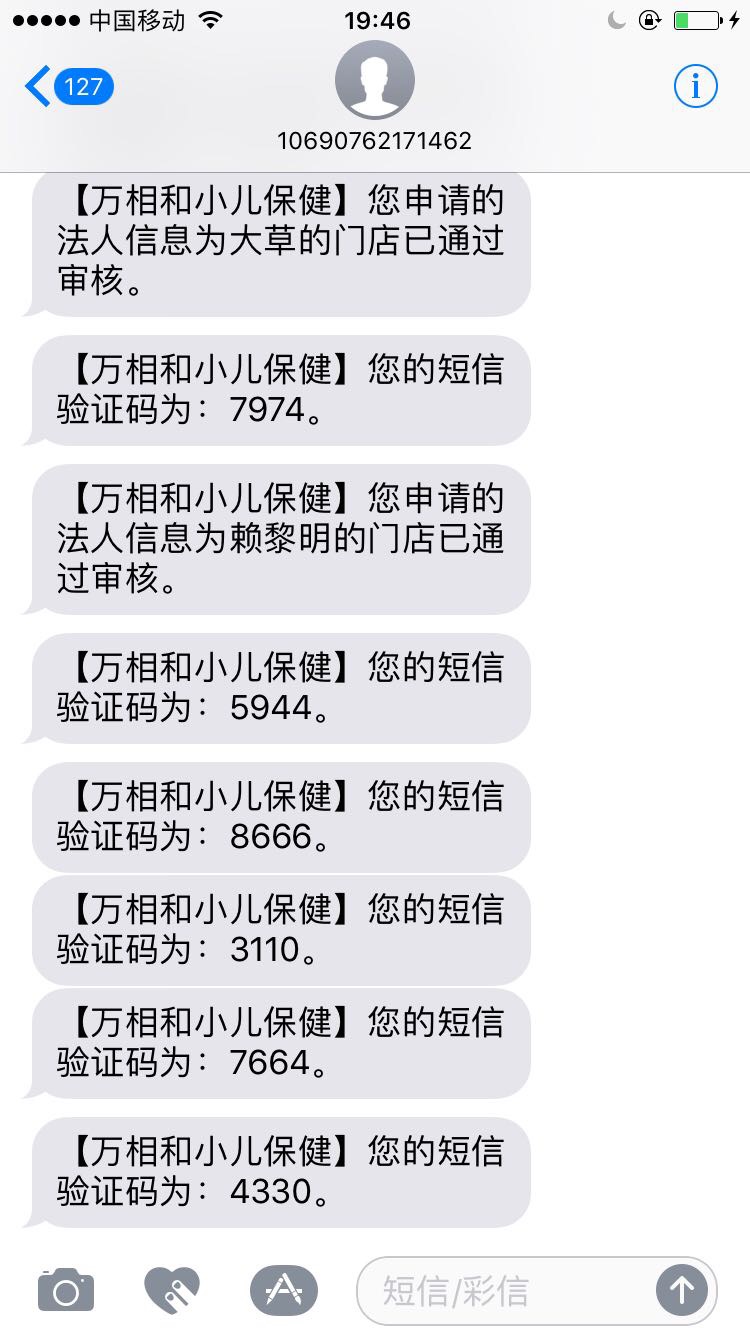 中国移动 19:46
127
10690762171462
【万相和小儿保健】您申请的
法人信息为大草的门店已通过
审核。
【万相和小儿保健】您的短信
验证码为：7974。
【万相和小儿保健】您申请的
法人信息为赖黎明的门店已通
过审核。
【万相和小儿保健】您的短信
验证码为：5944。
【万相和小儿保健】您的短信
验证码为：8666。
【万相和小儿保健】您的短信
验证码为：3110。
【万相和小儿保健】您的短信
验证码为：7664。
【万相和小儿保健】您的短信
验证码为：4330。
短信/彩信